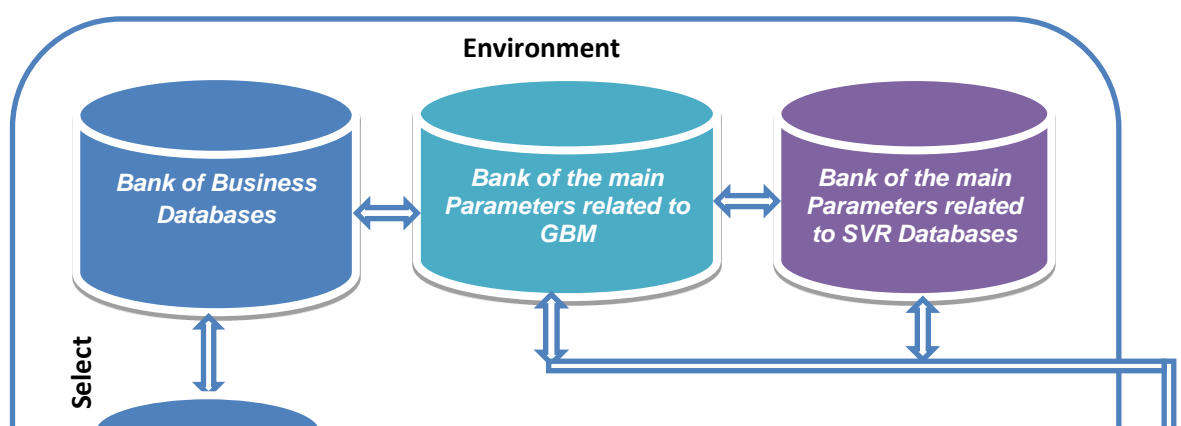 Environment
Bank of Business
Databases
Bank of the main
Parameters related to
GBM
Bank of the main
Parameters related
to SVR Databases
Select